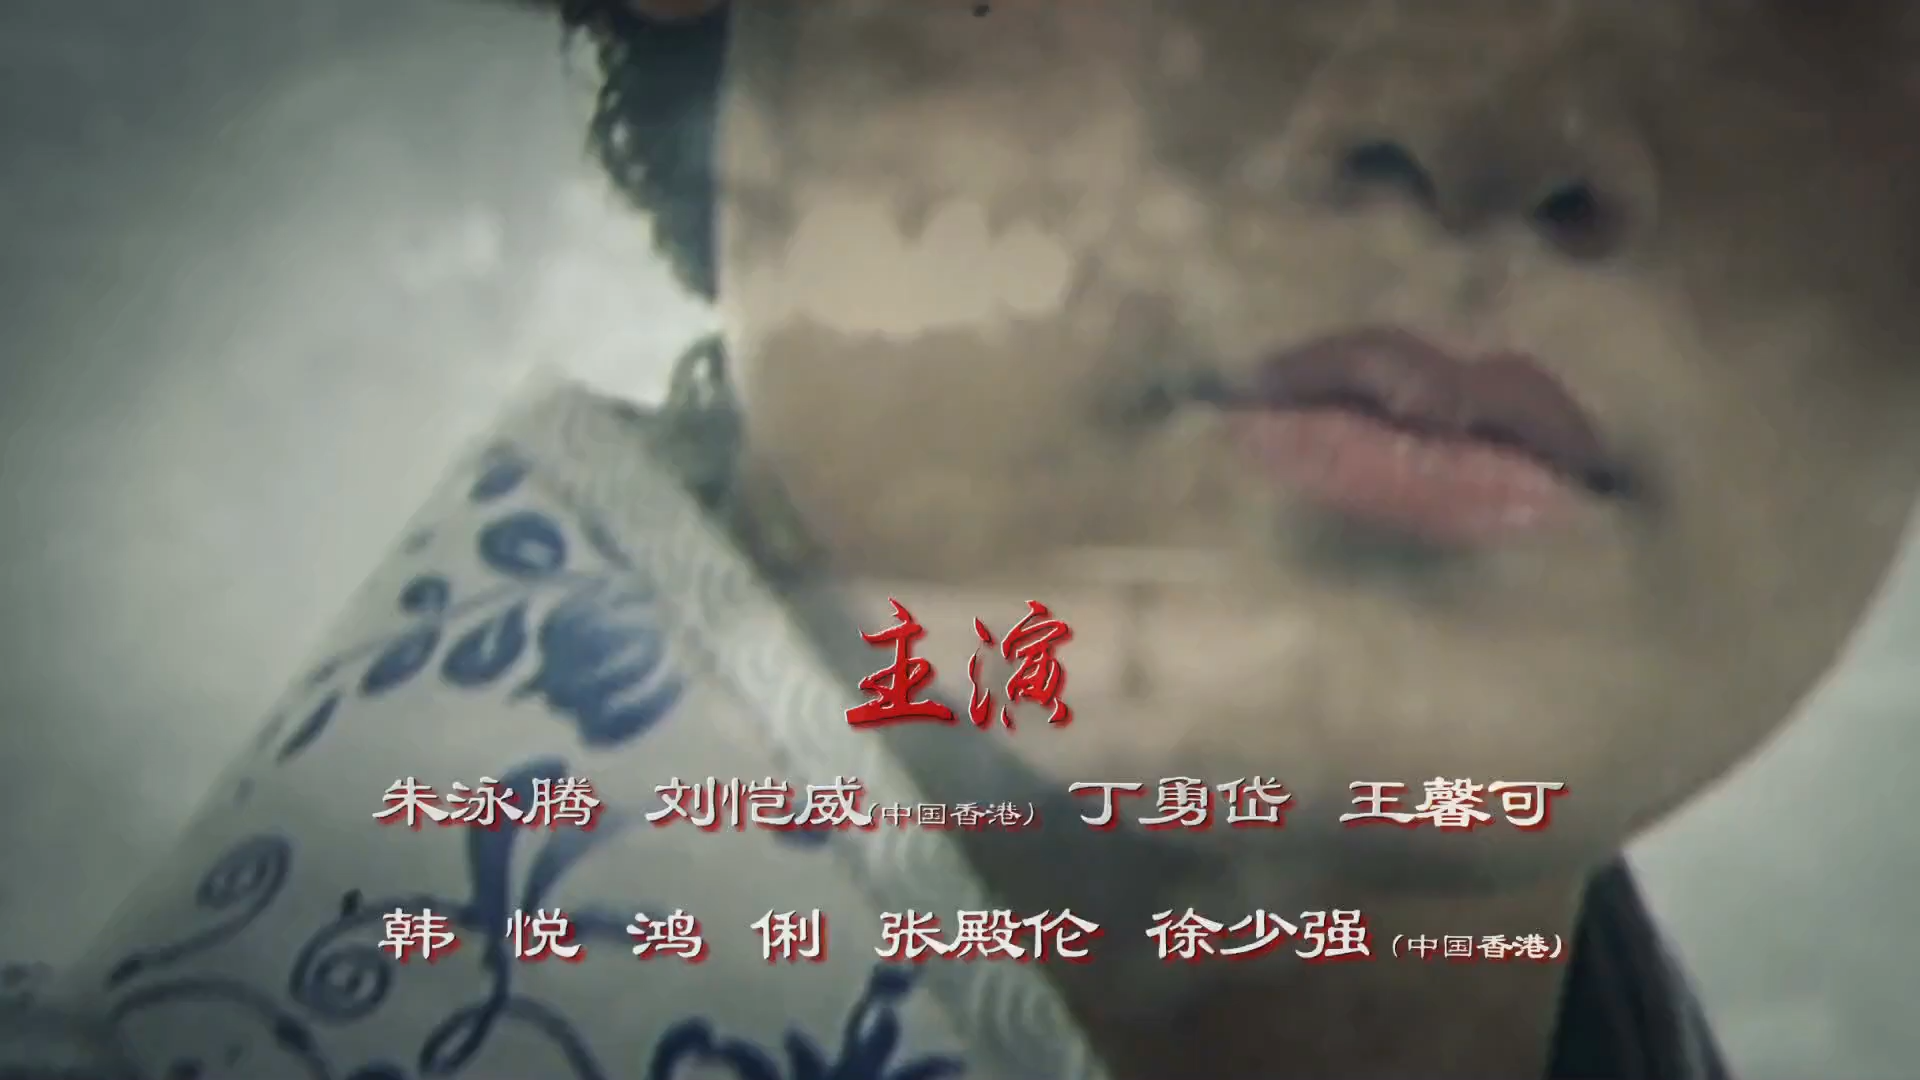 主演
朱泳腾 刘恺威(中国香港) 丁勇岱 王馨可
韩 悦 鸿 俐 张殿伦 徐少强(中国香港)